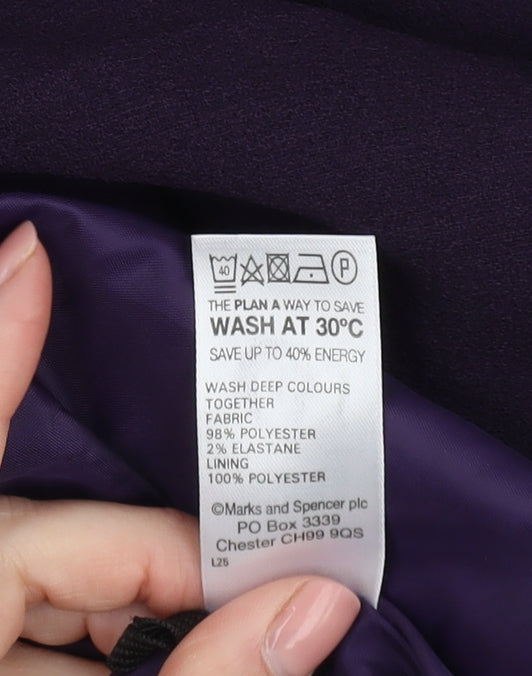 40 P
THE PLAN A WAY TO SAVE
WASH AT 30°C
SAVE UP TO 40% ENERGY
WASH DEEP COLOURS
TOGETHER
FABRIC
98% POLYESTER
2% ELASTANE
LINING
100% POLYESTER
©Marks and Spencer plc
PO Box 3339
Chester CH99 9QS
L25